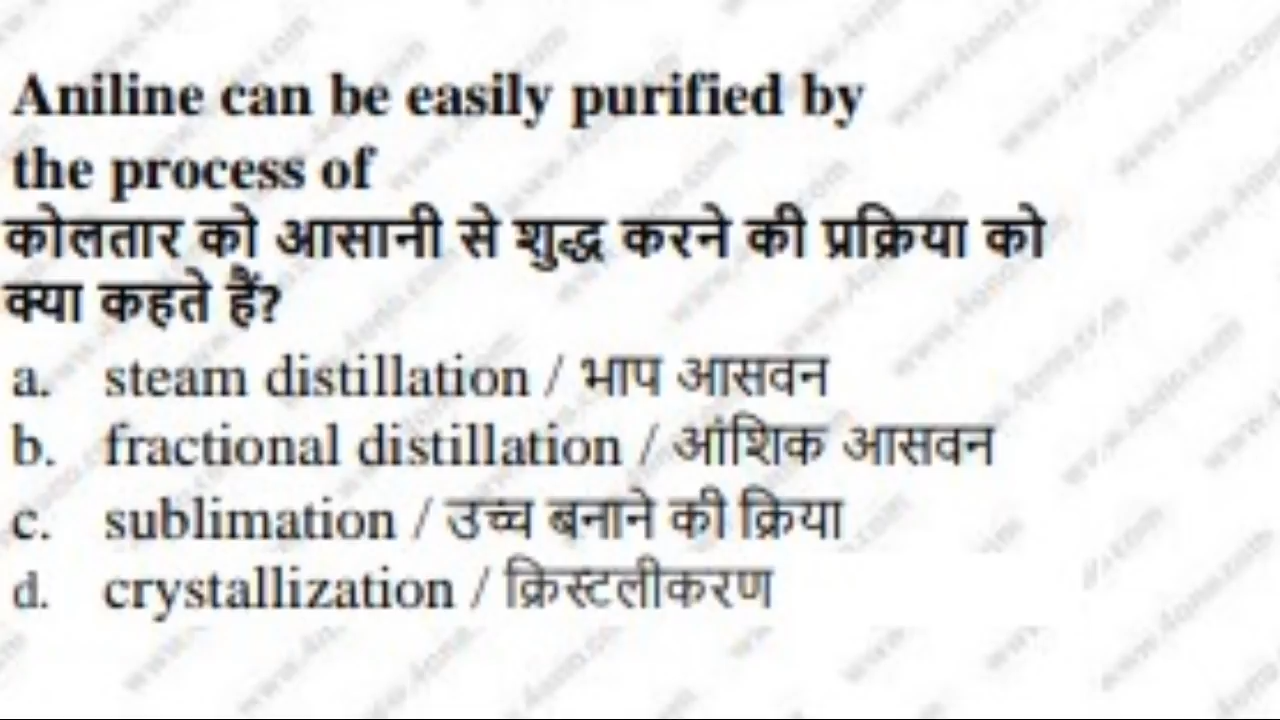 Aniline can be easily purified by
the process of
कोलतार को आसानी से शुद्ध करने की प्रक्रिया को
क्या कहते हैं?
a. steam distillation / भाप आसवन
b. fractional distillation / आंशिक आसवन
c. sublimation / उच्च बनाने की क्रिया
d. crystallization / क्रिस्टलीकरण